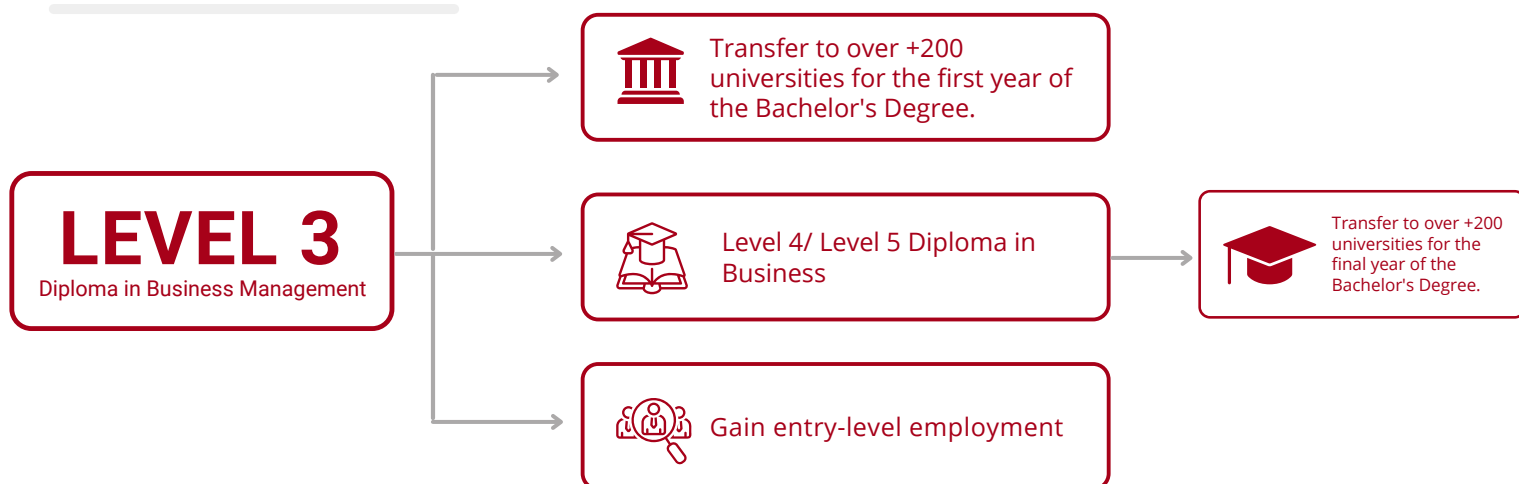 Transfer to over +200
universities for the first year of
the Bachelor's Degree.
LEVEL 3
Diploma in Business Management
Level 4/ Level 5 Diploma in
Business
Transfer to over +200
universities for the
final year of the
Bachelor's Degree.
Gain entry-level employment